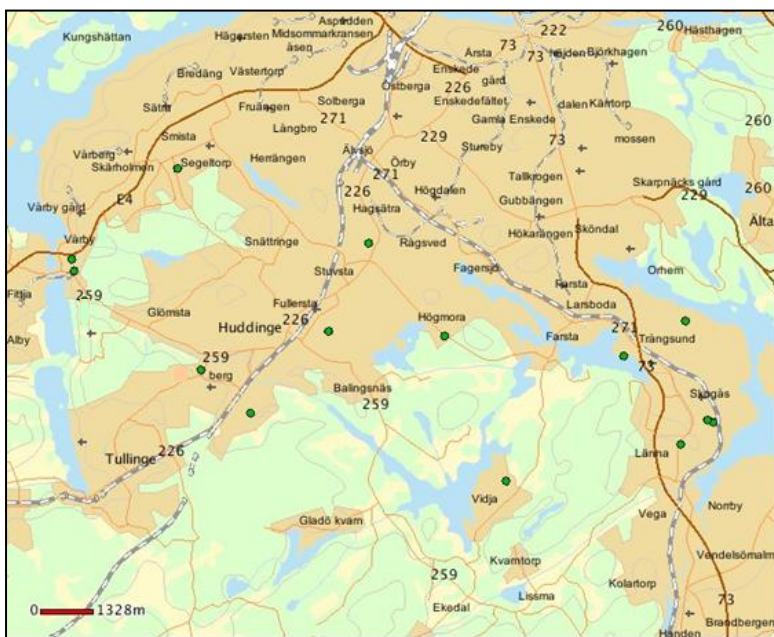 Aspudden
222
260
Hästhagen
Kungshättan
Hägersten
Midsommarkransen
Årsta
73
höjden
Björkhagen
åsen
73
Bredäng
Västertorp
Enskede
gård
Östberga
226
Sätra
Fruängen
Solberga
Enskedefältet
dalen
Kärrtorp
271
Gamla
Enskede
260
Smista
Långbro
229
73
mossen
Vårberg
Herrängen
Älvsjö
Örby
Stureby
Skärholmen
Segeltorp
271
Tallkrogen
Skarpnäcks gård
E4
226
Högdalen
260
Vårby gård
Hagsätra
Gubbängen
229
Sköndal
Älta
Vårby
Snättringe
Rågsved
Hökarängen
Stuvsta
Fagersjö
Orhem
Fittja
259
Farsta
Glömsta
Fullersta
Larsboda
Huddinge
226
Högmora
271
Trångsund
Alby
Farsta
259
73
berg
Balingsnäs
259
Skogås
Tullinge
226
Länna
Vidja
Norrby
Gladö kvarn
Vega
Kvarntorp
Vendelsömalm
259
Kolartorp
Lissma
73
0
1328m
Ekedal
Brandbergen
Handen